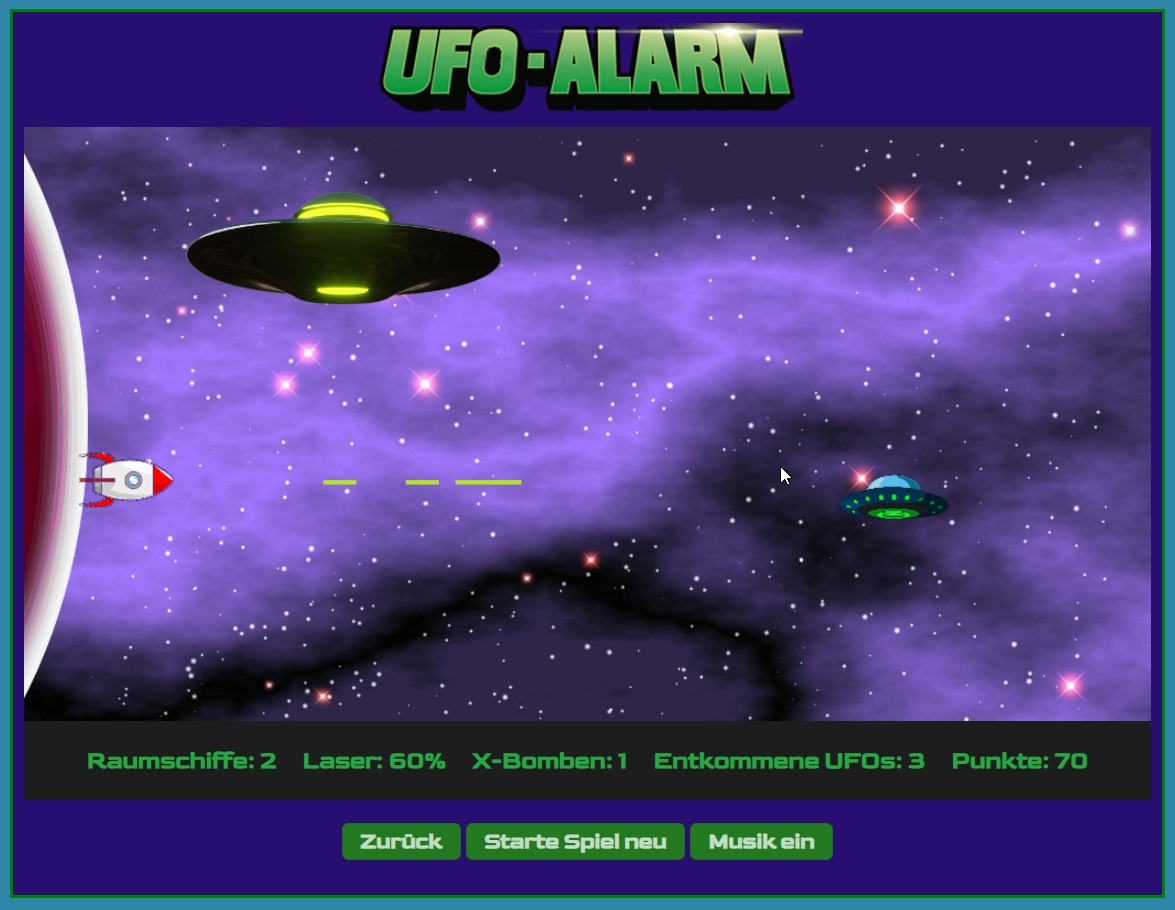 UFO-ALARM
Raumschiffe: 2 Laser: 60% X-Bomben: 1 Entkommene UFOs: 3 Punkte: 70
Zurück Starte Spiel neu Musik ein